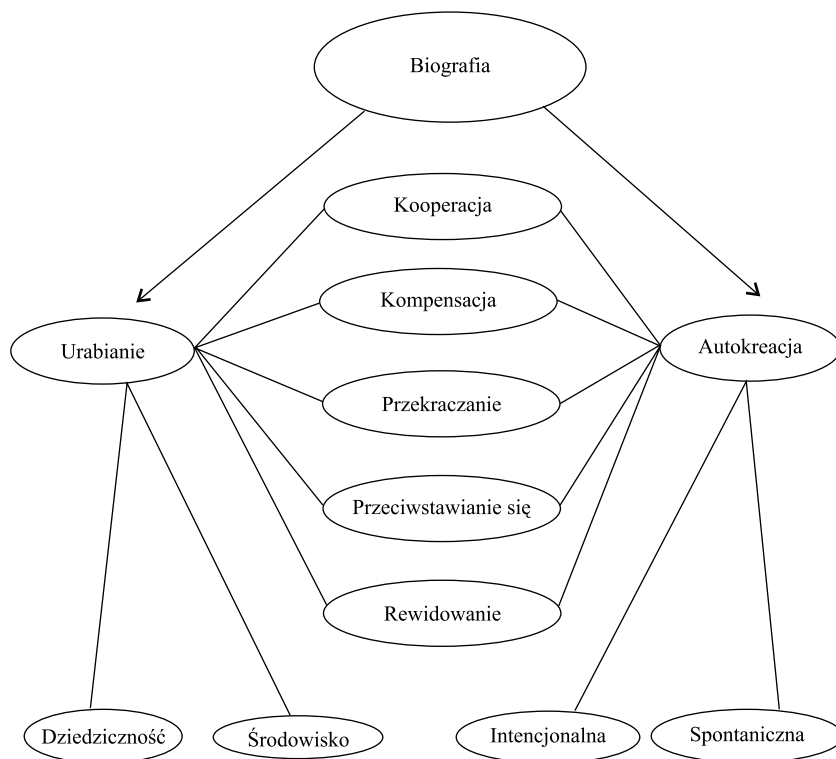 Biografia
Kooperacja
Kompensacja
Urabianie
Autokreacja
Przekraczanie
Przeciwstawianie się
Rewidowanie
Dziedziczność
Środowisko
Intencjonalna
Spontaniczna